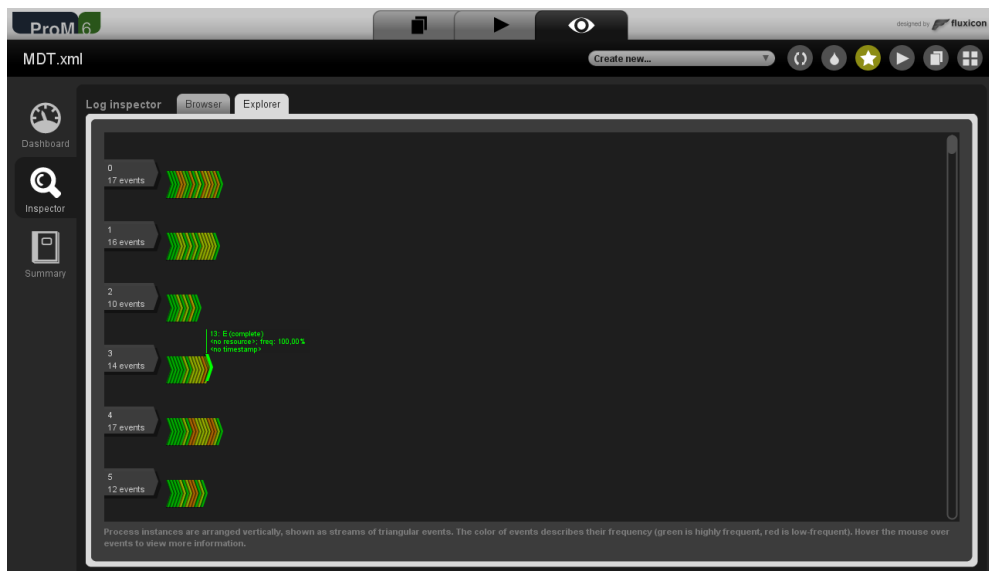 ProM 6
designed by fluxicon
MDT.xml
Create new...
Log inspector Browser Explorer
Dashboard
Inspector
Summary
0
17 events
1
16 events
2
10 events
13: E (complete)
<no resource>; freq: 100,00%
<no timestamp>
3
14 events
4
17 events
5
12 events
Process instances are arranged vertically, shown as streams of triangular events. The color of events describes their frequency (green is highly frequent, red is low-frequent). Hover the mouse over
events to view more information.